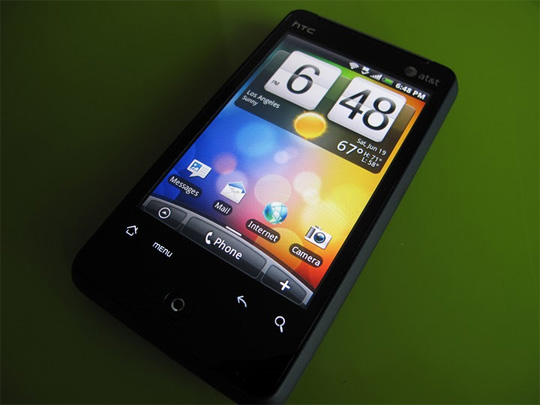 hTC
at&t
6:48 PM
6 48
PM
Los Angeles
Sunny
Sat, Jun 19
67°
H: 71°
L: 58°
Messages
Mail
Internet
Camera
Phone
+
MENU